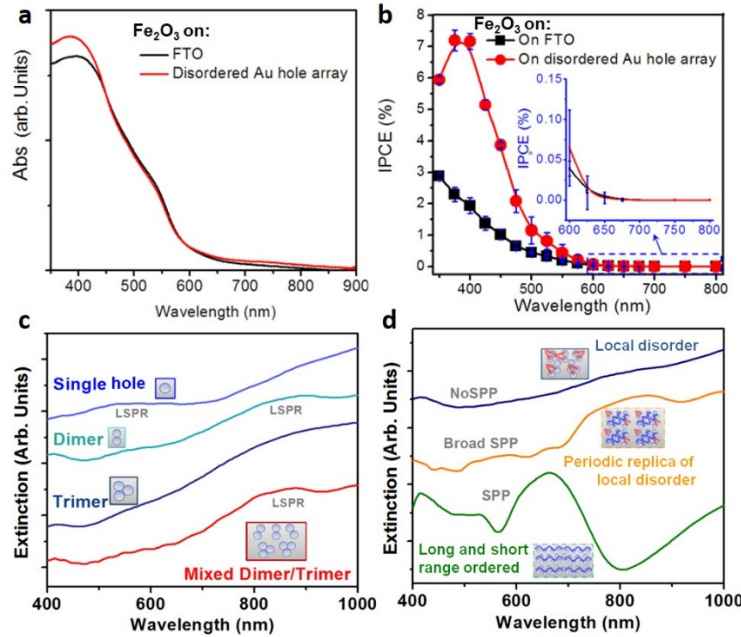 a
Fe₂O₃ on:
FTO
Disordered Au hole array
Abs (arb. Units)
400 500 600 700 800 900
Wavelength (nm)
b
Fe₂O₃ on:
On FTO
On disordered Au hole array
8
7
6
5
4
3
2
1
0
IPCE (%)
0.15
0.10
0.05
0.00
IPCE (%)
600 650 700 750 800
400 500 600 700 800
Wavelength (nm)
c
Single hole
LSPR
Dimer
LSPR
Trimer
LSPR
Mixed Dimer/Trimer
Extinction (Arb. Units)
400 600 800 1000
Wavelength (nm)
d
Local disorder
NoSPP
Broad SPP
Periodic replica of
local disorder
SPP
Long and short
range ordered
Extinction (Arb. Units)
400 500 600 700 800 900 1000
Wavelength (nm)